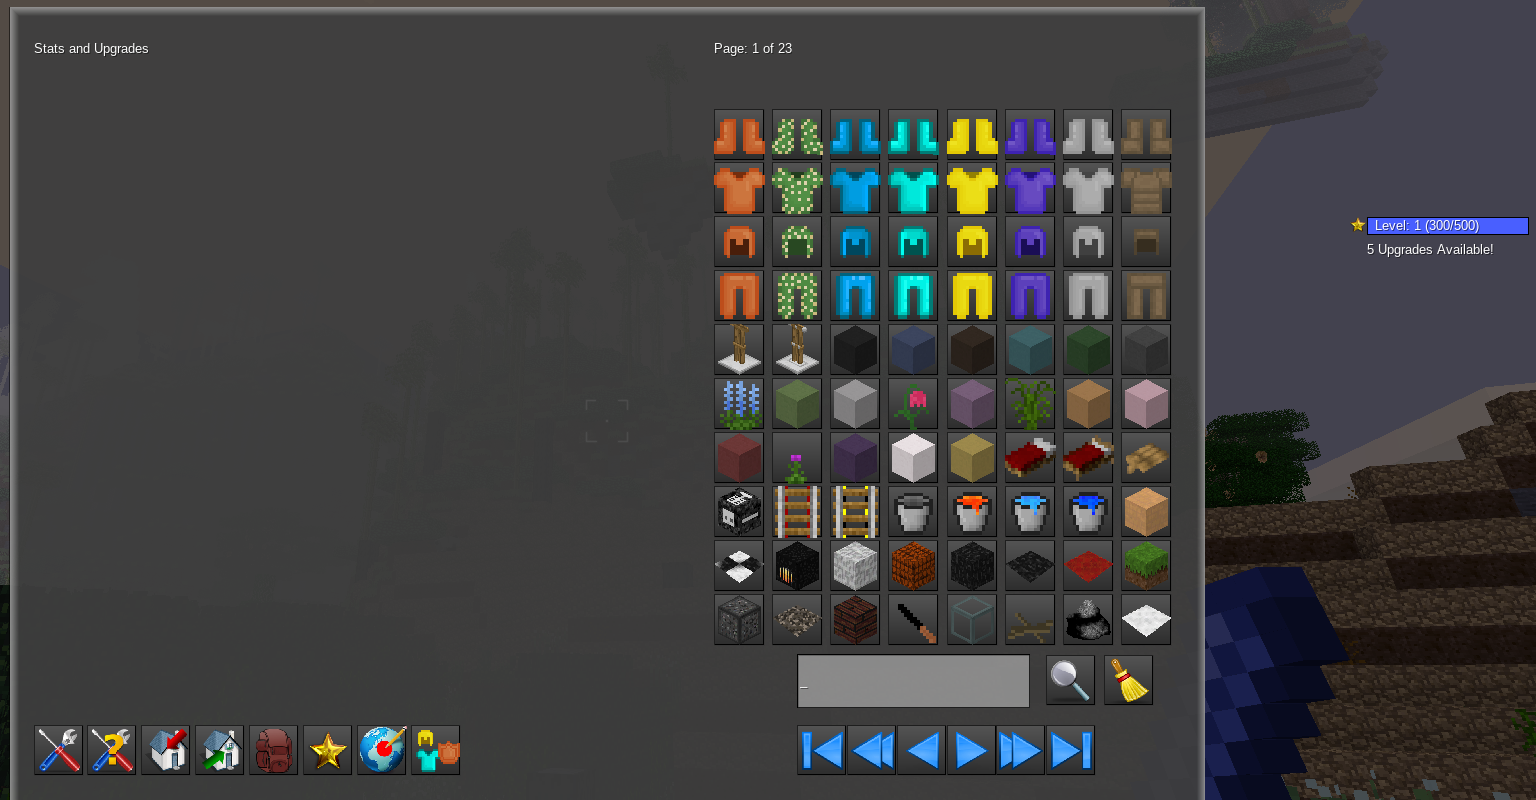 Stats and Upgrades
Page: 1 of 23
Level: 1 (300/500)
5 Upgrades Available!